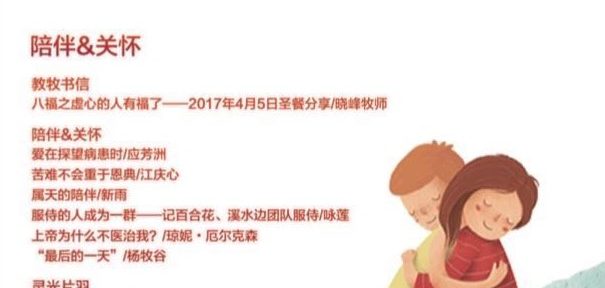 陪伴&关怀
教牧书信
八福之虚心的人有福了——2017年4月5日圣餐分享/晓峰牧师
陪伴&关怀
爱在探望病患时/应芳洲
苦难不会重于恩典/江庆心
属天的陪伴/新雨
服侍的人成为一群——记百合花、溪水边团队服侍/咏莲
上帝为什么不医治我？/琼妮·厄尔克森
“最后的一天”/杨牧谷
灵光片羽